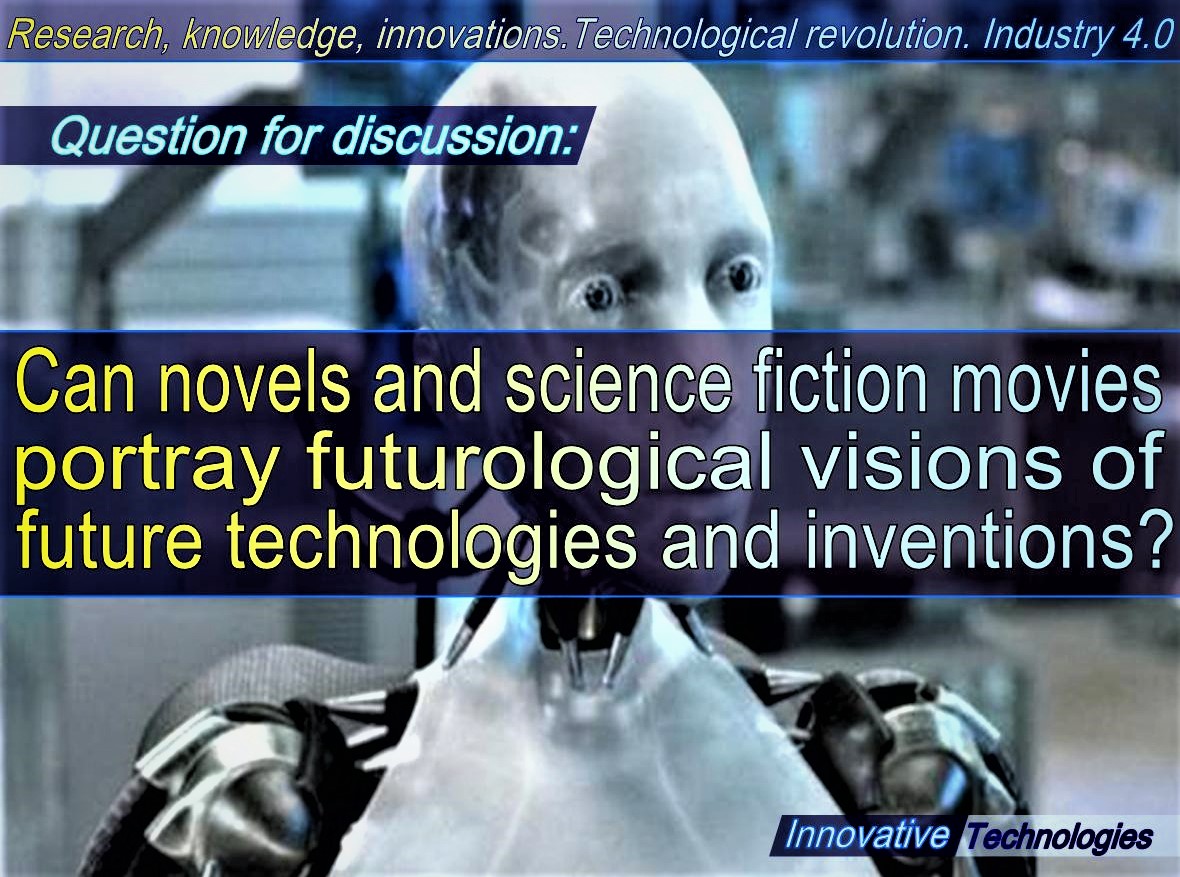 Research, knowledge, innovations.Technological revolution. Industry 4.0
Question for discussion:
Can novels and science fiction movies
portray futurological visions of
future technologies and inventions?
Innovative Technologies